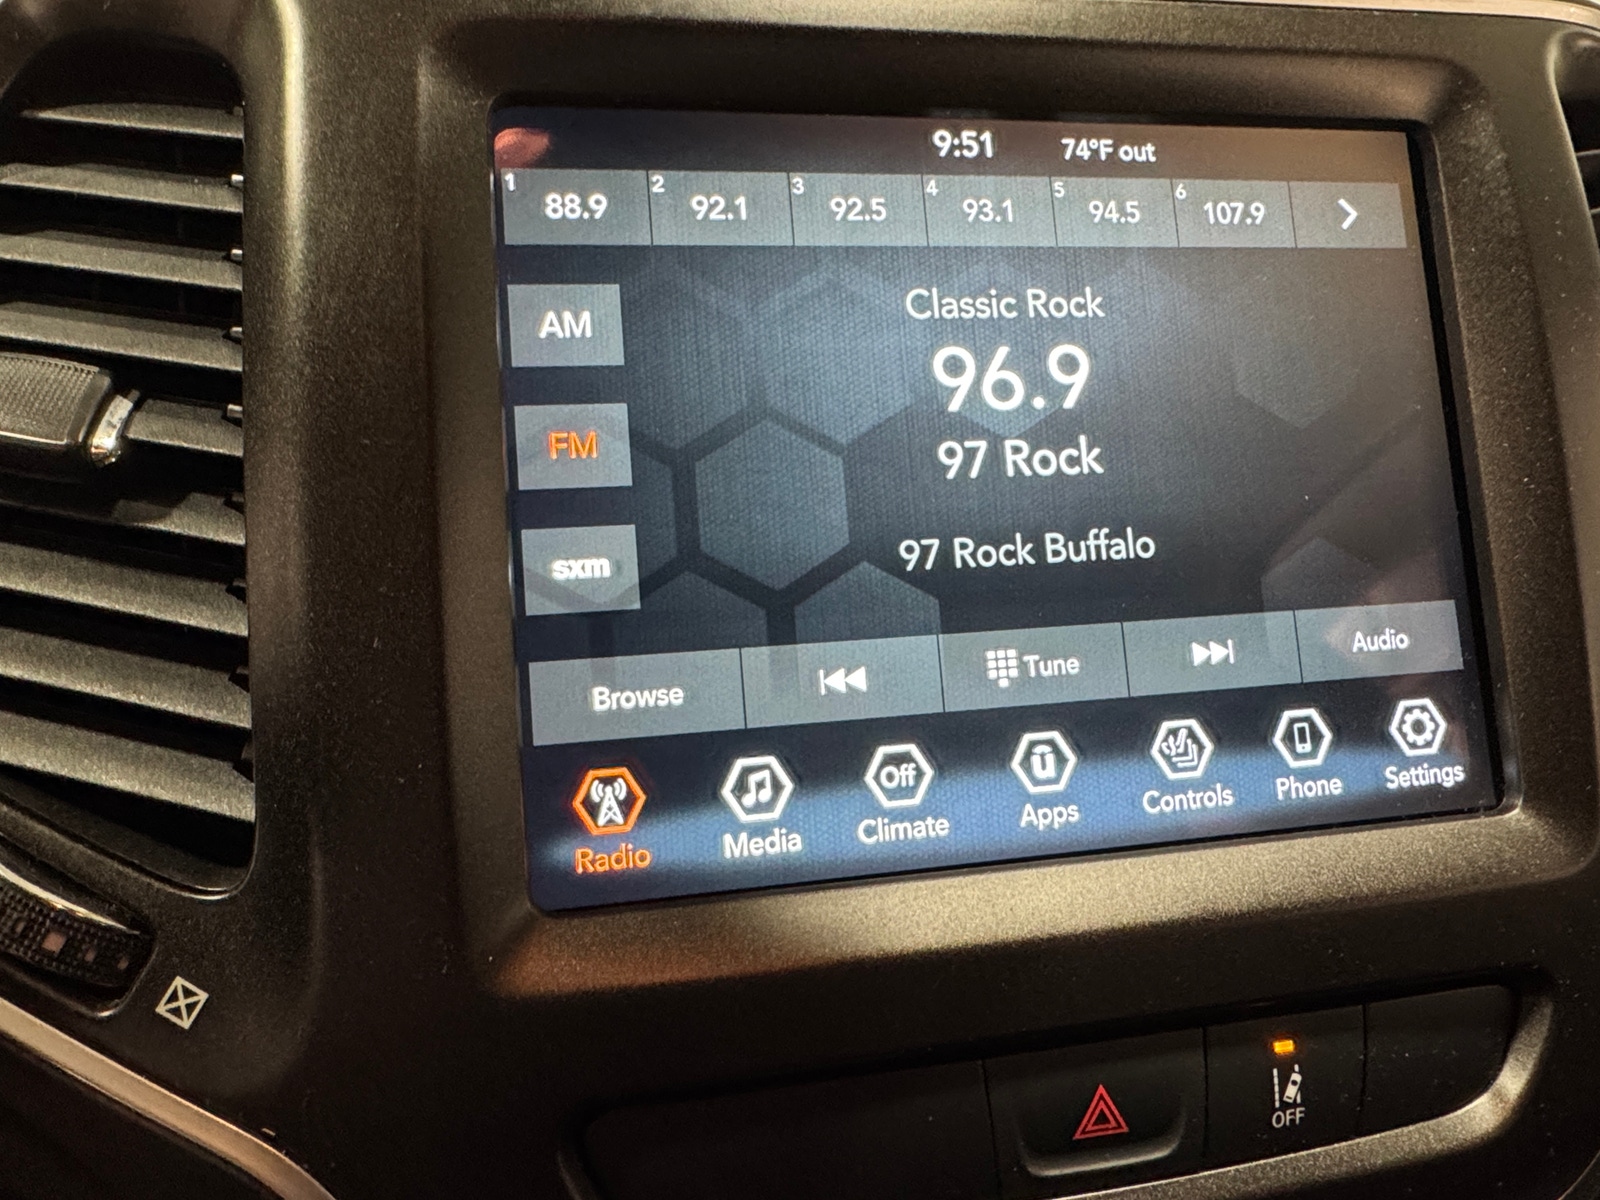 9:51 74°F out
1 88.9 2 92.1 3 92.5 4 93.1 5 94.5 6 107.9
AM
FM
sxm
Classic Rock
96.9
97 Rock
97 Rock Buffalo
Browse Tune Audio
Off
Radio Media Climate Apps Controls Phone Settings
OFF